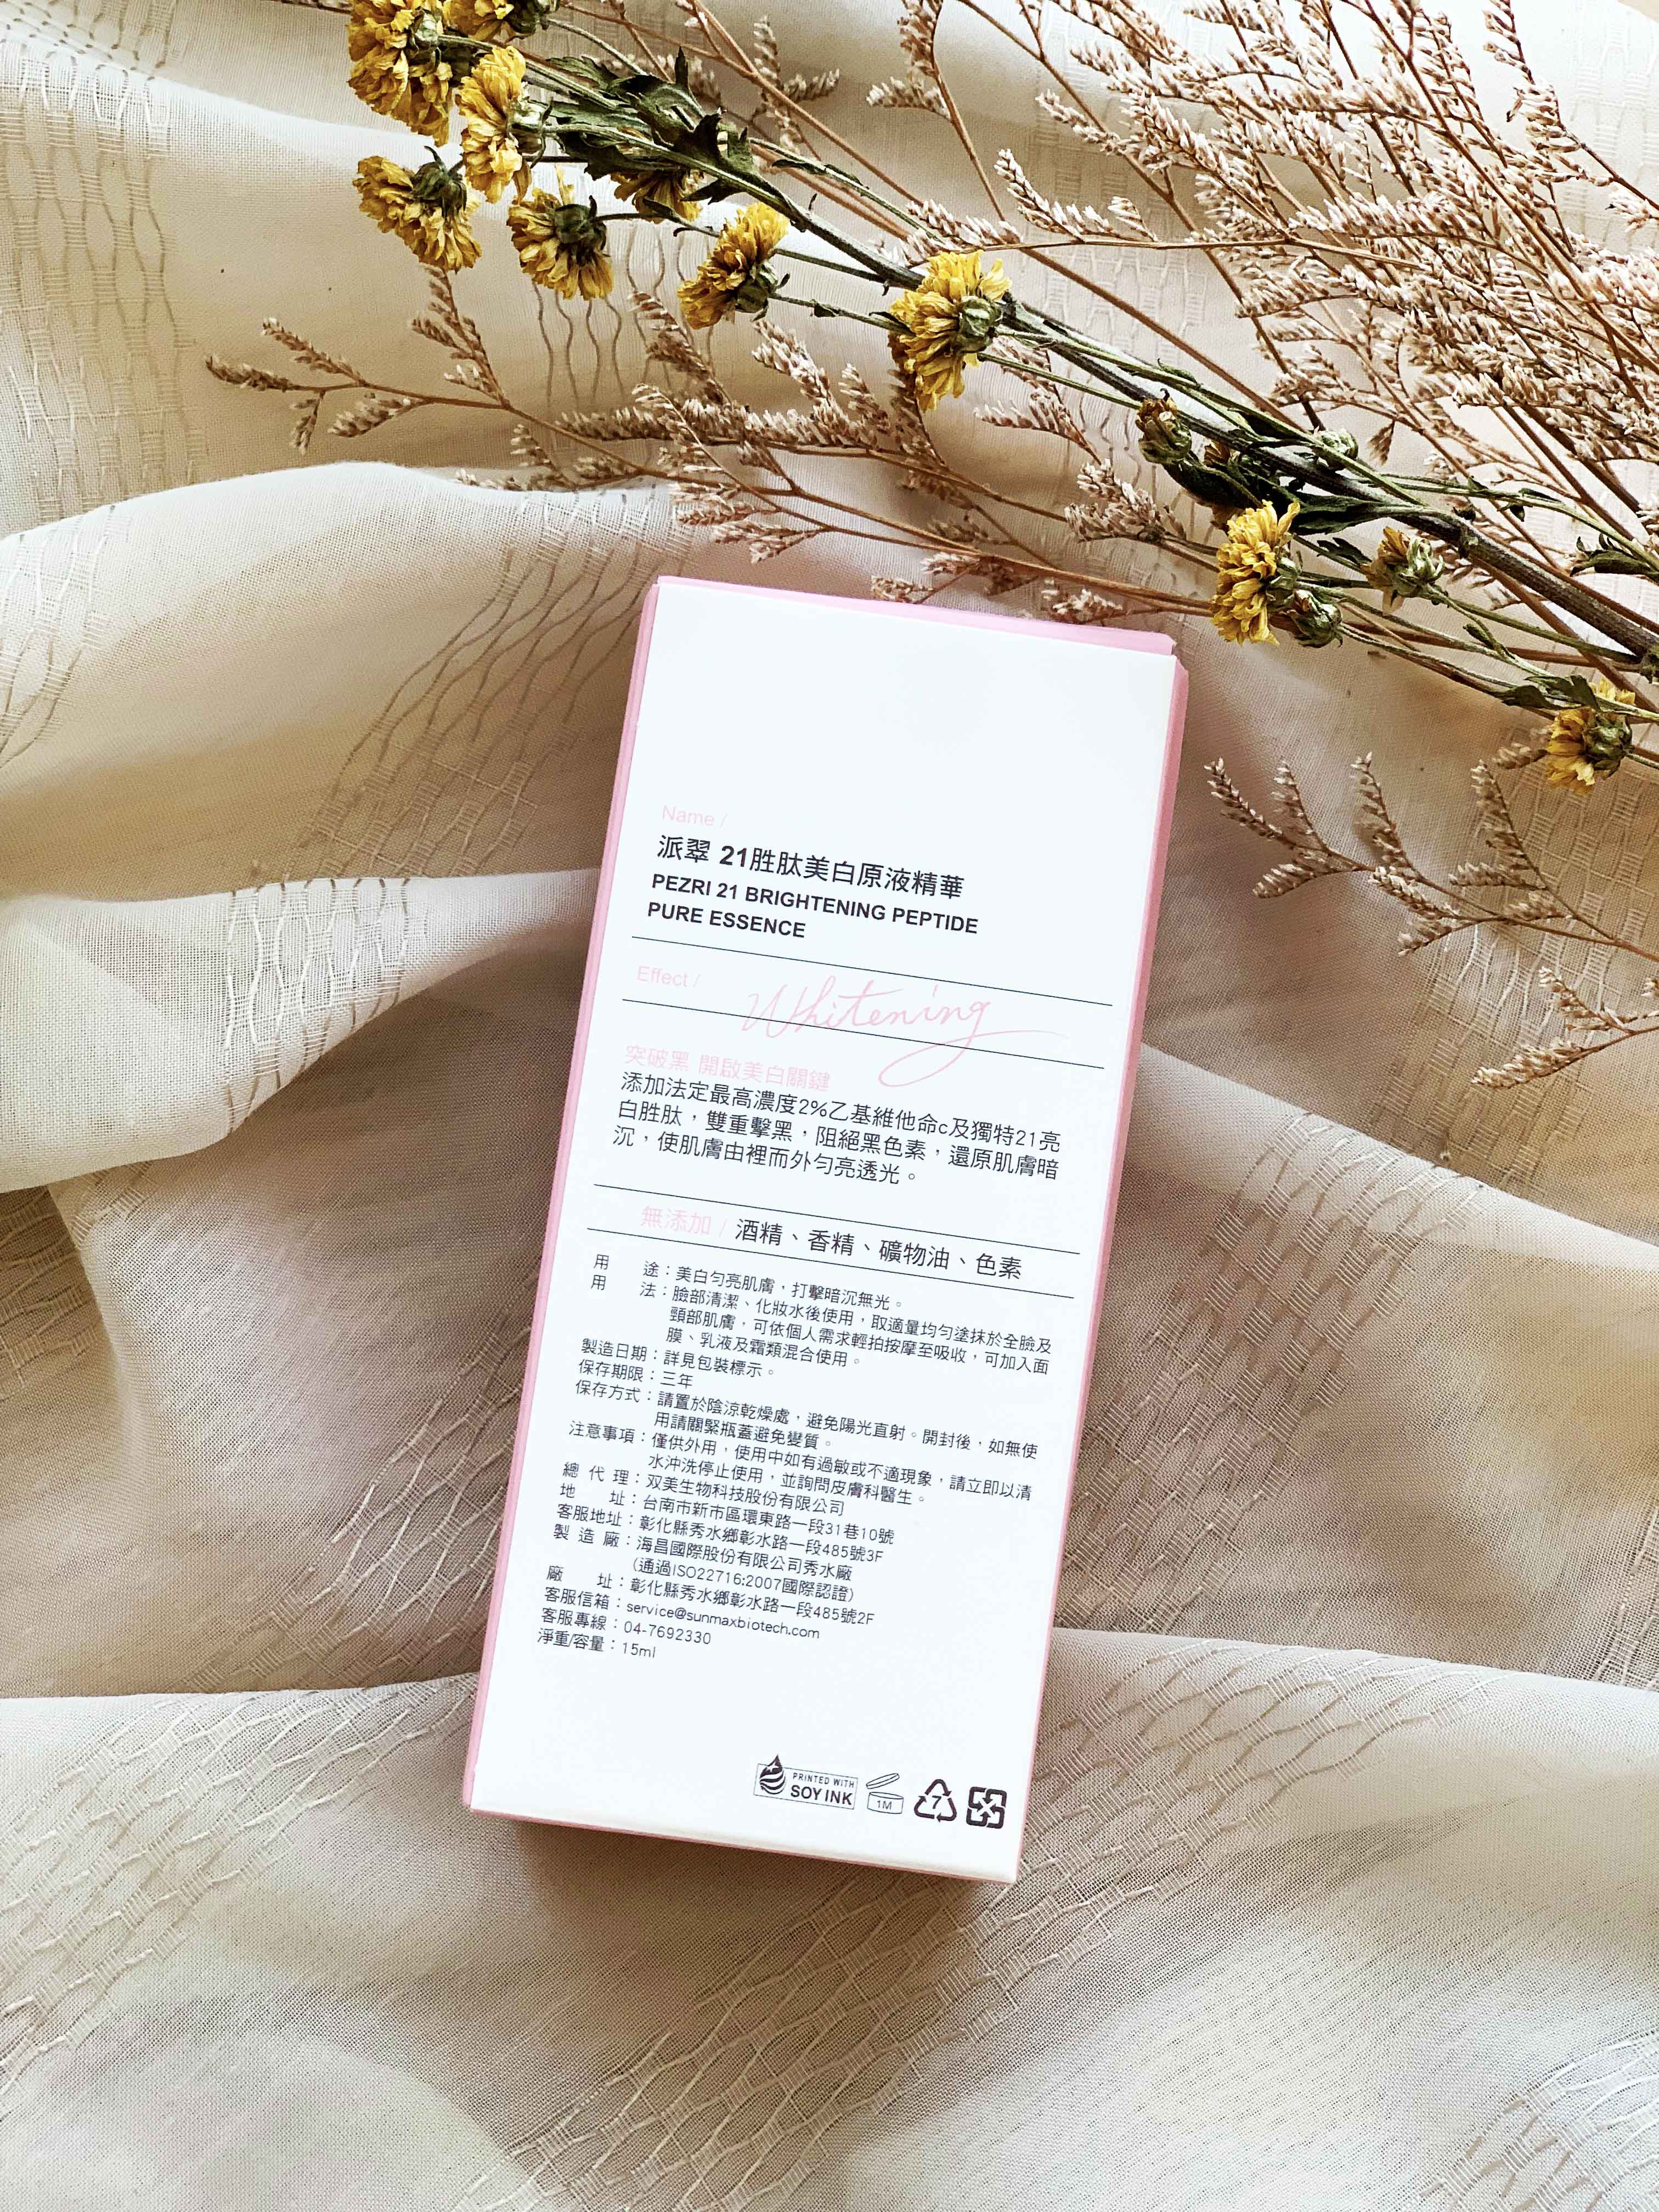 Name /
派翠 21胜肽美白原液精華
PEZRI 21 BRIGHTENING PEPTIDE
PURE ESSENCE
Effect /
Whitening
突破黑 開啟美白關鍵
添加法定最高濃度2%乙基維他命c及獨特21亮
白胜肽，雙重擊黑，阻絕黑色素，還原肌膚暗
沉，使肌膚由裡而外勻亮透光。
無添加 / 酒精、香精、礦物油、色素
用 途：美白勻亮肌膚，打擊暗沉無光。
用 法：臉部清潔、化妝水後使用，取適量均勻塗抹於全臉及
頸部肌膚，可依個人需求輕拍按摩至吸收，可加入面
膜、乳液及霜類混合使用。
製造日期：詳見包裝標示。
保存期限：三年
保存方式：請置於陰涼乾燥處，避免陽光直射。開封後，如無使
用請關緊瓶蓋避免變質。
注意事項：僅供外用，使用中如有過敏或不適現象，請立即以清
水沖洗停止使用，並詢問皮膚科醫生。
總 代 理：双美生物科技股份有限公司
地 址：台南市新市區環東路一段31巷10號
客服地址：彰化縣秀水鄉彰水路一段485號3F
製 造 廠：海昌國際股份有限公司秀水廠
(通過ISO22716:2007國際認證)
廠 址：彰化縣秀水鄉彰水路一段485號2F
客服信箱：service@sunmaxbiotech.com
客服專線：04-7692330
淨重/容量：15ml
PRINTED WITH
SOY INK
1M
7